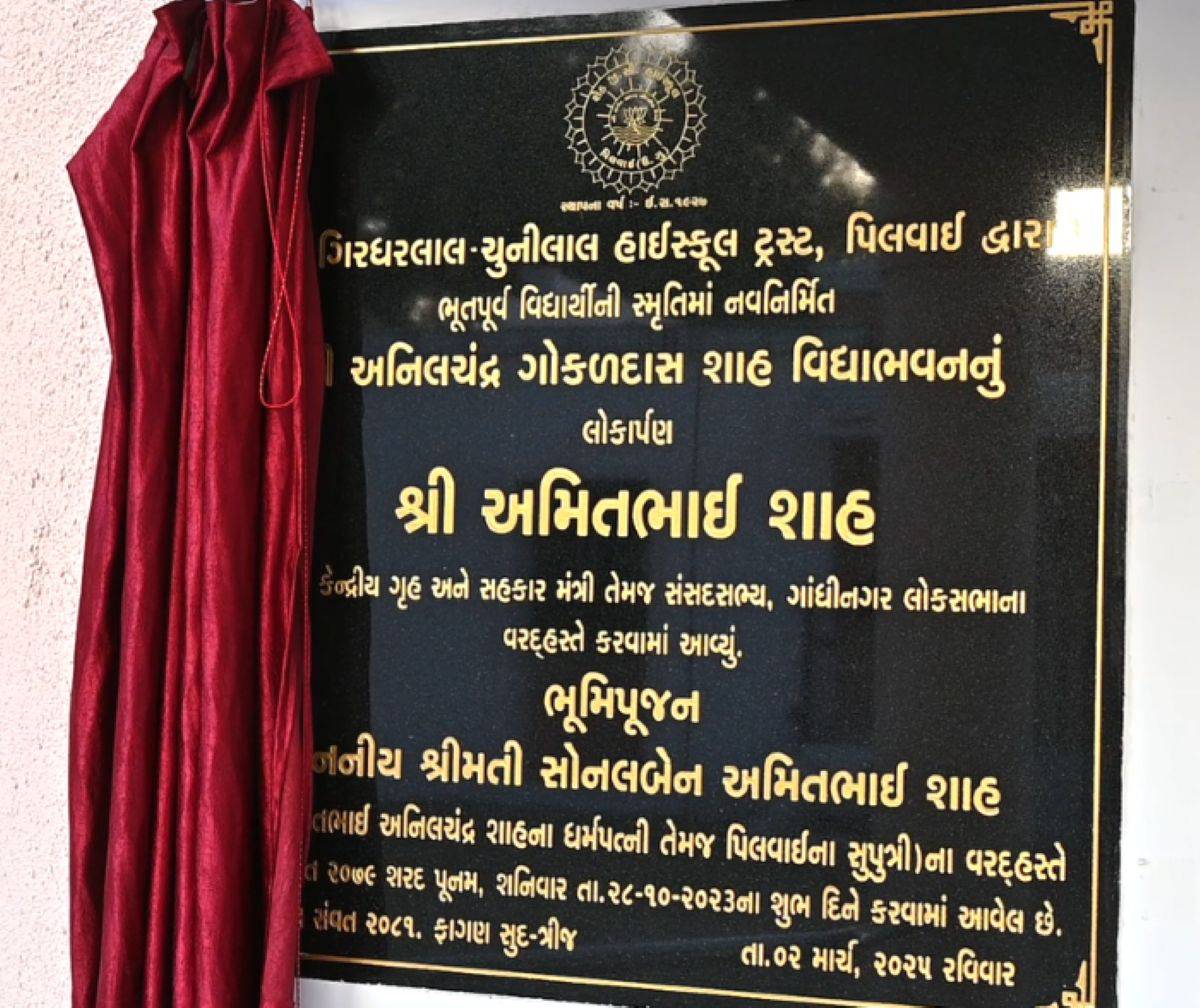 સ્થાપના વર્ષ :- ઈ.સ.૧૯૨૭
ગિરધરલાલ-ચુનીલાલ હાઈસ્કૂલ ટ્રસ્ટ, પિલવાઈ દ્વારા
ભૂતપૂર્વ વિદ્યાર્થીની સ્મૃતિમાં નવનિર્મિત
અનિલચંદ્ર ગોકળદાસ શાહ વિદ્યાભવનનું
લોકાર્પણ
શ્રી અમિતભાઈ શાહ
કેન્દ્રીય ગૃહ અને સહકાર મંત્રી તેમજ સંસદસભ્ય, ગાંધીનગર લોકસભાના
વરદ્હસ્તે કરવામાં આવ્યું.
ભૂમિપૂજન
નનીય શ્રીમતી સોનલબેન અમિતભાઈ શાહ
તભાઈ અનિલચંદ્ર શાહના ધર્મપત્ની તેમજ પિલવાઈના સુપુત્રી)ના વરદ્હસ્તે
ત ૨૦૭૯ શરદ પૂનમ, શનિવાર તા.૨૮-૧૦-૨૦૨૩ના શુભ દિને કરવામાં આવેલ છે.
સંવત ૨૦૮૧. ફાગણ સુદ-ત્રીજ તા.૦૨ માર્ચ, ૨૦૨૫ રવિવાર